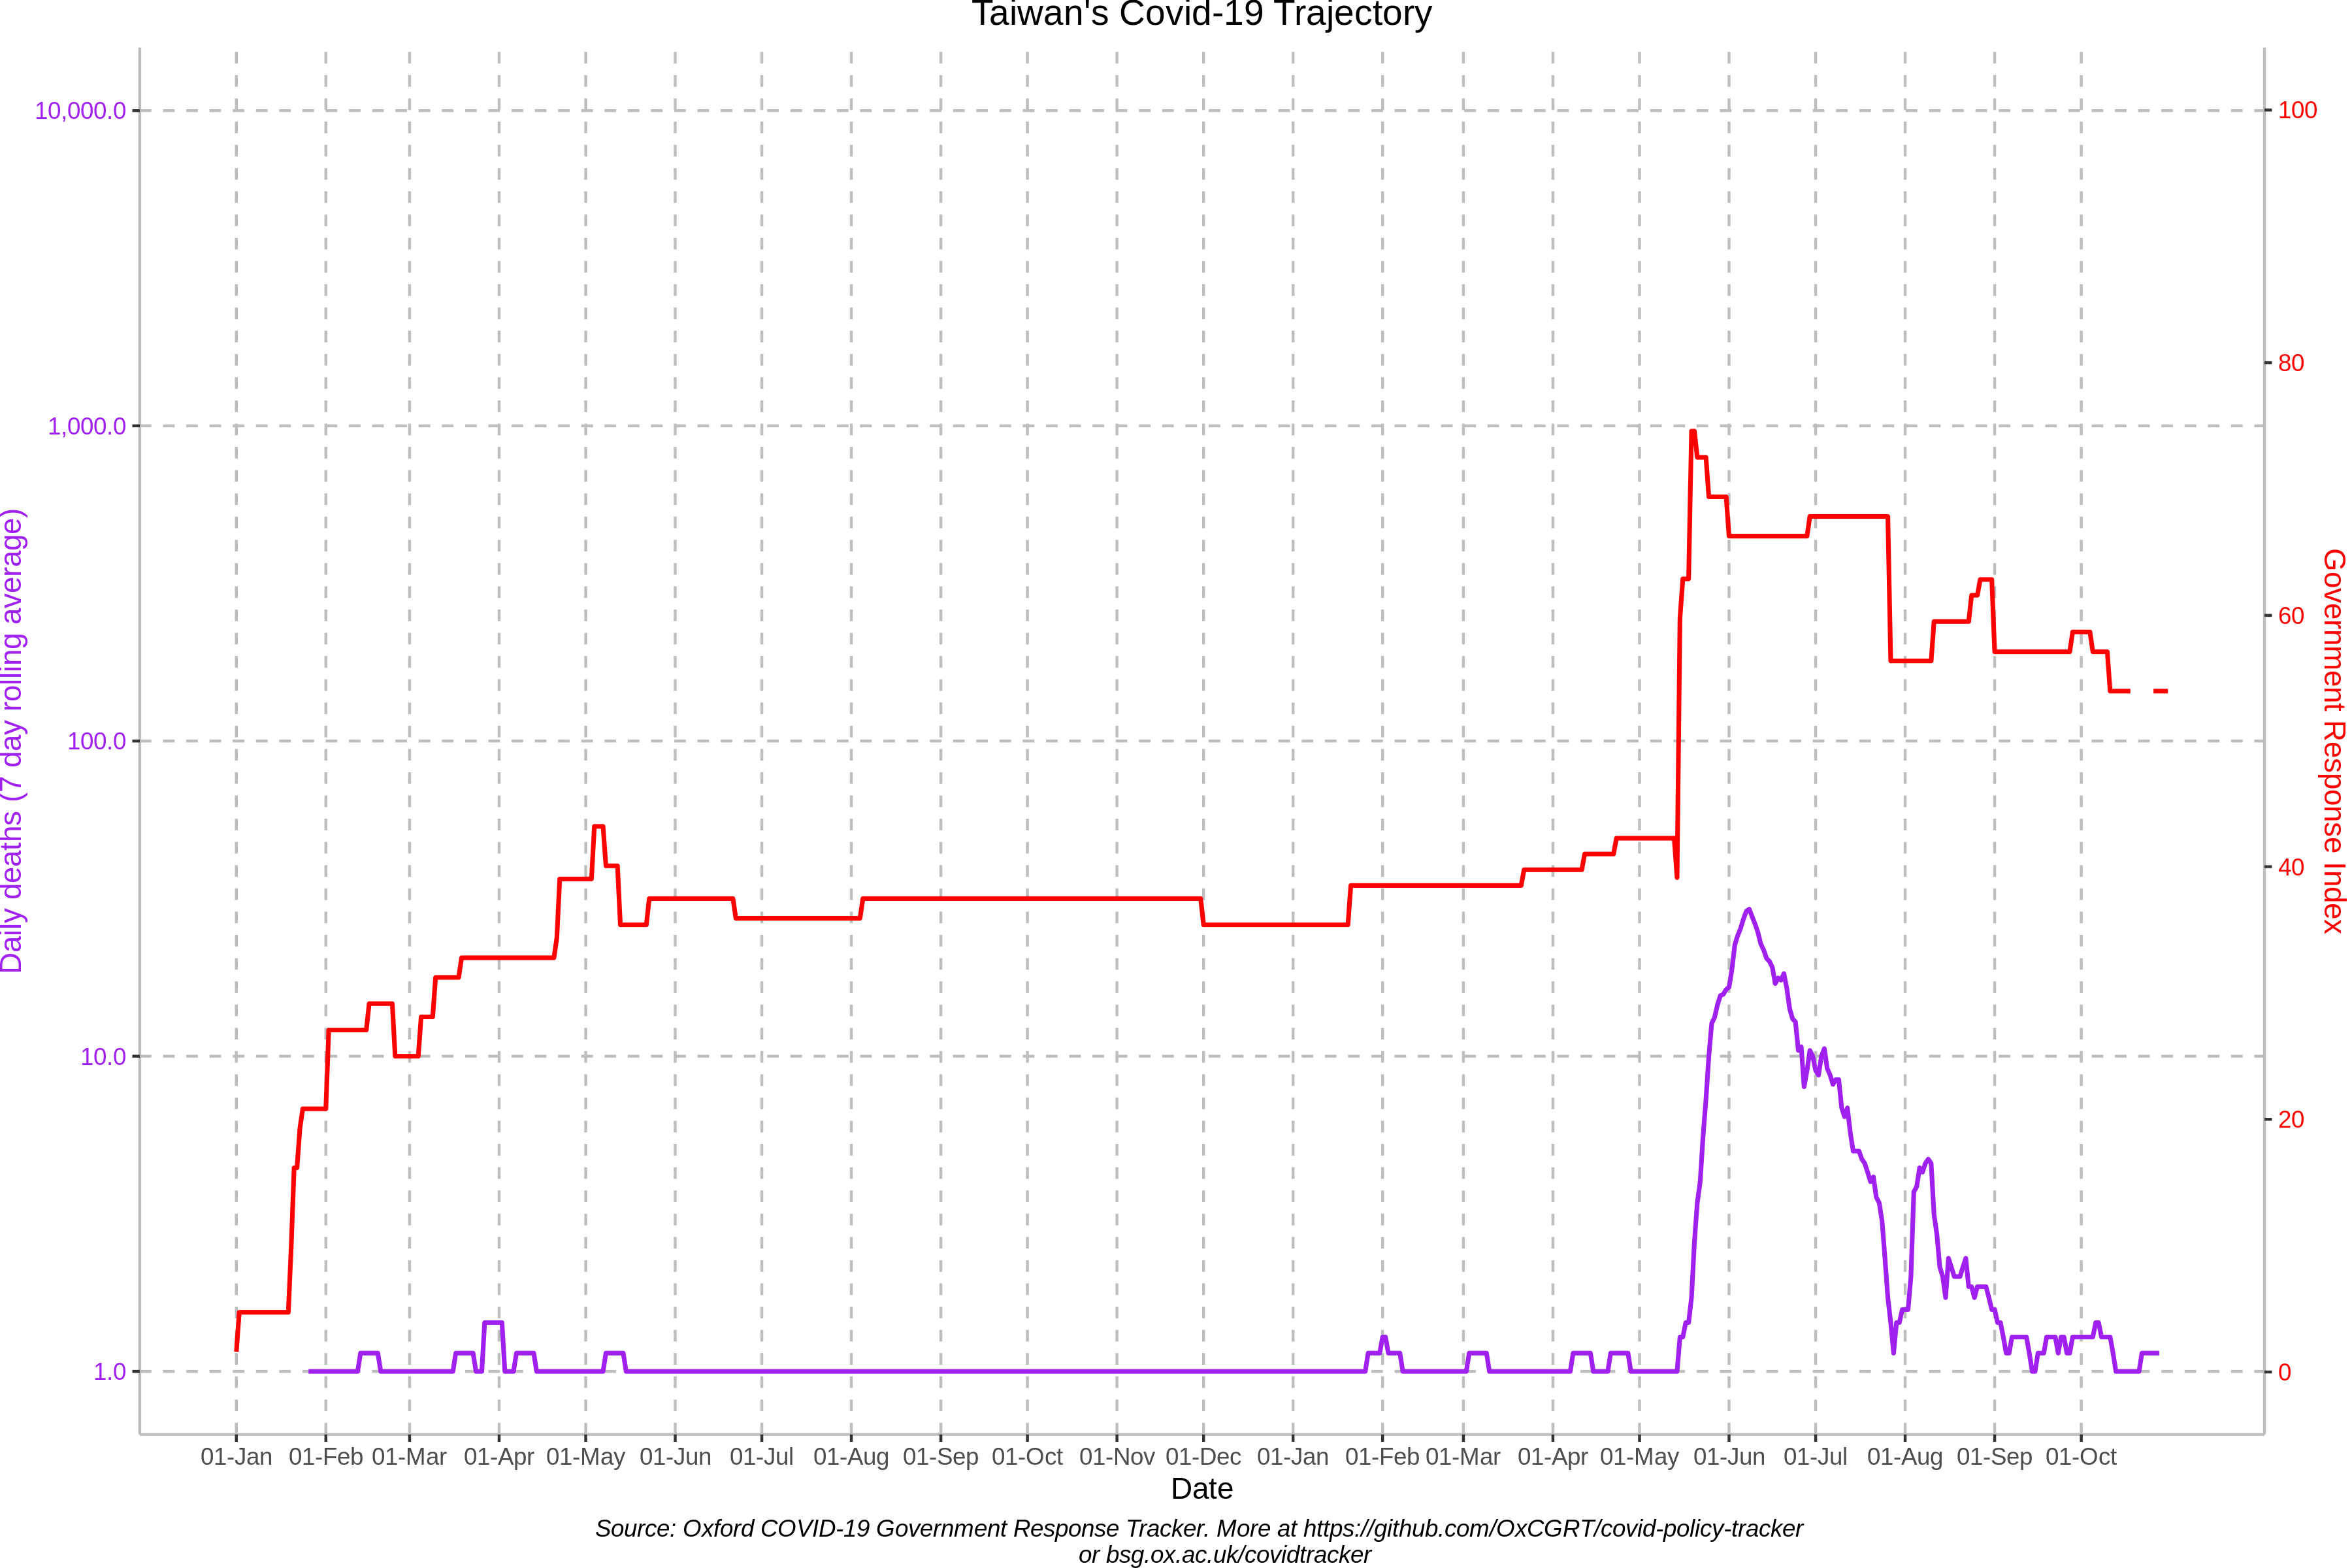 Taiwan's Covid-19 Trajectory
Daily deaths (7 day rolling average)
10,000.0
1,000.0
100.0
10.0
1.0
100
80
60
40
20
0
Government Response Index
01-Jan 01-Feb 01-Mar 01-Apr 01-May 01-Jun 01-Jul 01-Aug 01-Sep 01-Oct 01-Nov 01-Dec 01-Jan 01-Feb 01-Mar 01-Apr 01-May 01-Jun 01-Jul 01-Aug 01-Sep 01-Oct
Date
Source: Oxford COVID-19 Government Response Tracker. More at https://github.com/OxCGRT/covid-policy-tracker
or bsg.ox.ac.uk/covidtracker